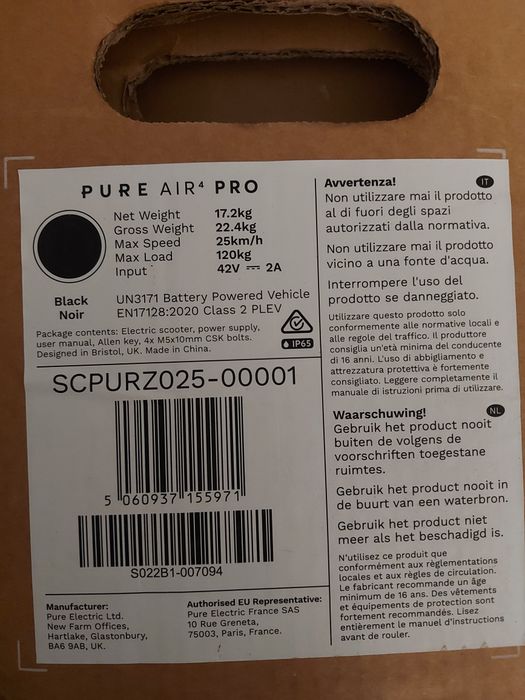 PURE AIR⁴ PRO
Net Weight 17.2kg
Gross Weight 22.4kg
Max Speed 25km/h
Max Load 120kg
Input 42V ⎓ 2A
Black
Noir
UN3171 Battery Powered Vehicle
EN17128:2020 Class 2 PLEV
Package contents: Electric scooter, power supply,
user manual, Allen key, 4x M5x10mm CSK bolts.
Designed in Bristol, UK. Made in China.
IP65
SCPURZ025-00001
5 060937 155971
S022B1-007094
Manufacturer:
Pure Electric Ltd.
New Farm Offices,
Hartlake, Glastonbury,
BA6 9AB, UK.
Authorised EU Representative:
Pure Electric France SAS
10 Rue Greneta,
75003, Paris, France.
Avvertenza! IT
Non utilizzare mai il prodotto
al di fuori degli spazi
autorizzati dalla normativa.
Non utilizzare mai il prodotto
vicino a una fonte d'acqua.
Interrompere l'uso del
prodotto se danneggiato.
Utilizzare questo prodotto solo
conformemente alle normative locali e
alle regole del traffico. Il produttore
consiglia un'età minima del conducente
di 16 anni. L'uso di abbigliamento e
attrezzatura protettiva è fortemente
consigliato. Leggere completamente il
manuale di istruzioni prima di utilizzare.
Waarschuwing! NL
Gebruik het product nooit
buiten de volgens de
voorschriften toegestane
ruimtes.
Gebruik het product nooit in
de buurt van een waterbron.
Gebruik het product niet
meer als het beschadigd is.
N'utilisez ce produit que
conformément aux règlementations
locales et aux règles de circulation.
Le fabricant recommande un âge
minimum de 16 ans. Des vêtements
et équipements de protection sont
fortement recommandés. Lisez
entièrement le manuel d'instructions
avant de rouler.